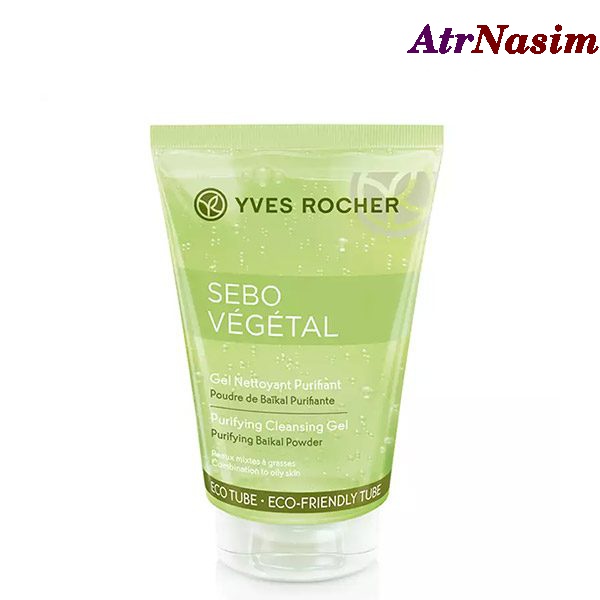 AtrNasim
YVES ROCHER
SEBO
VÉGÉTAL
Gel Nettoyant Purifiant
Poudre de Baïkal Purifiante
Purifying Cleansing Gel
Purifying Baikal Powder
Peaux mixtes à grasses
Combination to oily skin
ECO TUBE · ECO-FRIENDLY TUBE